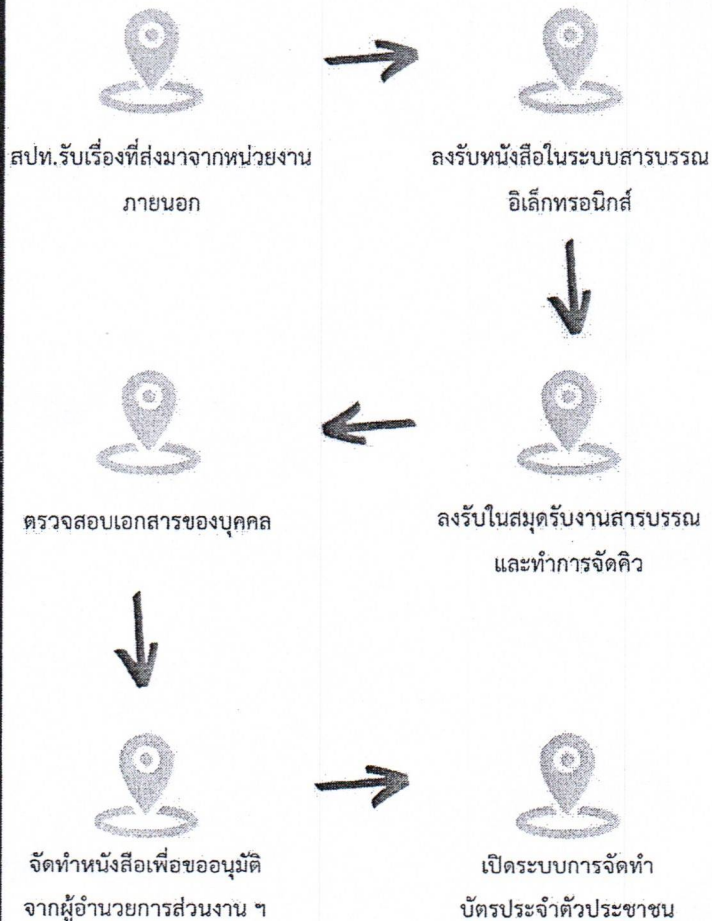 สปท.รับเรื่องที่ส่งมาจากหน่วยงาน
ภายนอก
ลงรับหนังสือในระบบสารบรรณ
อิเล็กทรอนิกส์
ลงรับในสมุดรับงานสารบรรณ
และทำการจัดคิว
ตรวจสอบเอกสารของบุคคล
จัดทำหนังสือเพื่อขออนุมัติ
จากผู้อำนวยการส่วนงาน ฯ
เปิดระบบการจัดทำ
บัตรประจำตัวประชาชน